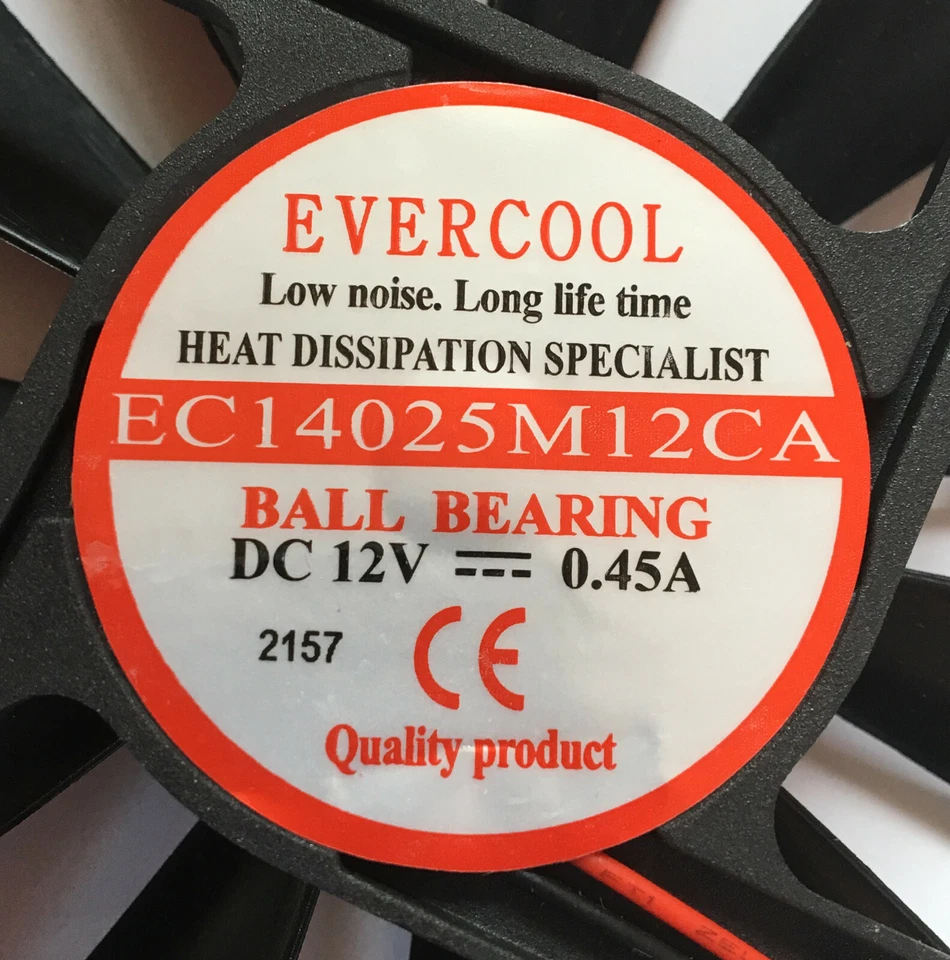 EVERCOOL
Low noise. Long life time
HEAT DISSIPATION SPECIALIST
EC14025M12CA
BALL BEARING
DC 12V ⎓ 0.45A
2157 CE
Quality product